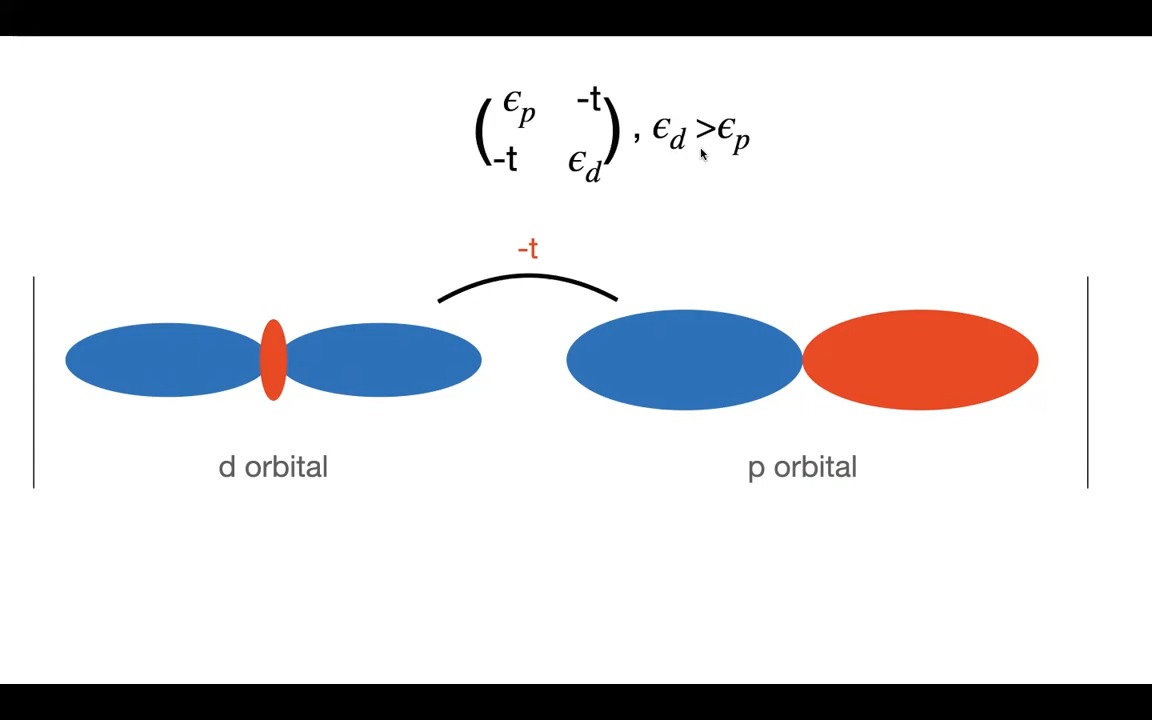 (ϵp -t
-t ϵd) , ϵd >ϵp
-t
d orbital
p orbital